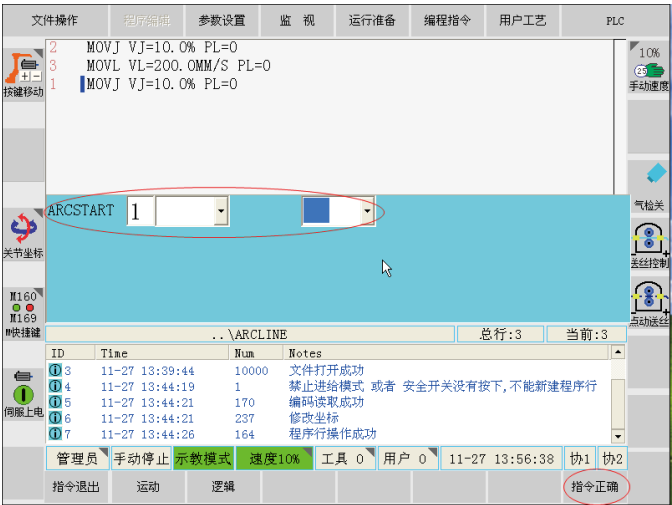 文件操作 程序编辑 参数设置 监 视 运行准备 编程指令 用户工艺 PLC
2 MOVJ VJ=10.0% PL=0
3 MOVL VL=200.0MM/S PL=0
1 MOVJ VJ=10.0% PL=0
按键移动
10%
25
手动速度
ARCSTART 1
气检关
关节坐标
丢丝控制
M160
M169
M快捷键
点动送丝
..\ARCLINE 总行:3 当前:3
ID Time Num Notes
3 11-27 13:39:44 10000 文件打开成功
4 11-27 13:44:19 1 禁止进给模式 或者 安全开关没有按下,不能新建程序行
5 11-27 13:44:21 170 编码读取成功
6 11-27 13:44:21 237 修改坐标
7 11-27 13:44:26 164 程序行操作成功
伺服上电
管理员 手动停止 示教模式 速度10% 工具 0 用户 0 11-27 13:56:38 协1 协2
指令退出 运动 逻辑 指令正确